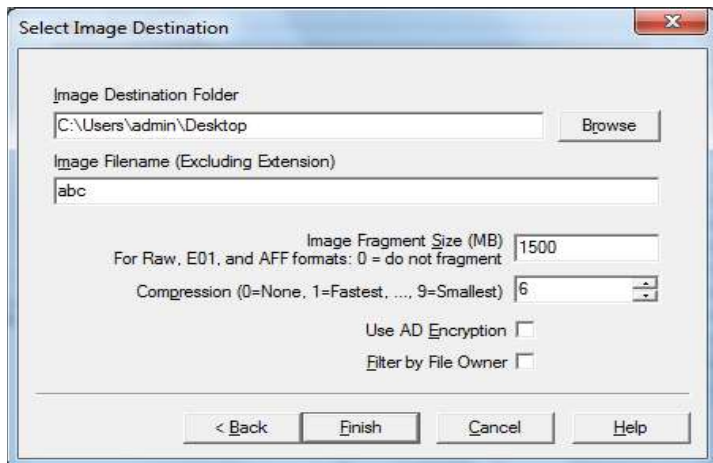 Select Image Destination
Image Destination Folder
C:\Users\admin\Desktop
Browse
Image Filename (Excluding Extension)
abc
Image Fragment Size (MB)
1500
For Raw, E01, and AFF formats: 0 = do not fragment
Compression (0=None, 1=Fastest, ..., 9=Smallest)
6
Use AD Encryption
Filter by File Owner
< Back
Finish
Cancel
Help